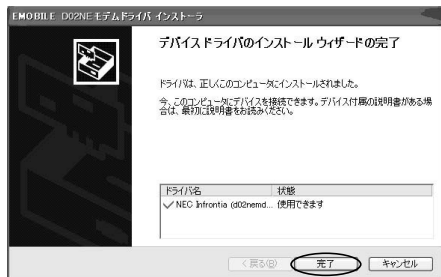 EMOBILE D02NEモデムドライバ インストーラ
デバイス ドライバのインストール ウィザードの完了
ドライバは、正しくこのコンピュータにインストールされました。
今、このコンピュータにデバイスを接続できます。デバイス付属の説明書がある場
合は、最初に説明書をお読みください。
ドライバ名 状態
NEC Infrontia (d02nemd... 使用できます
< 戻る(B) 完了 キャンセル